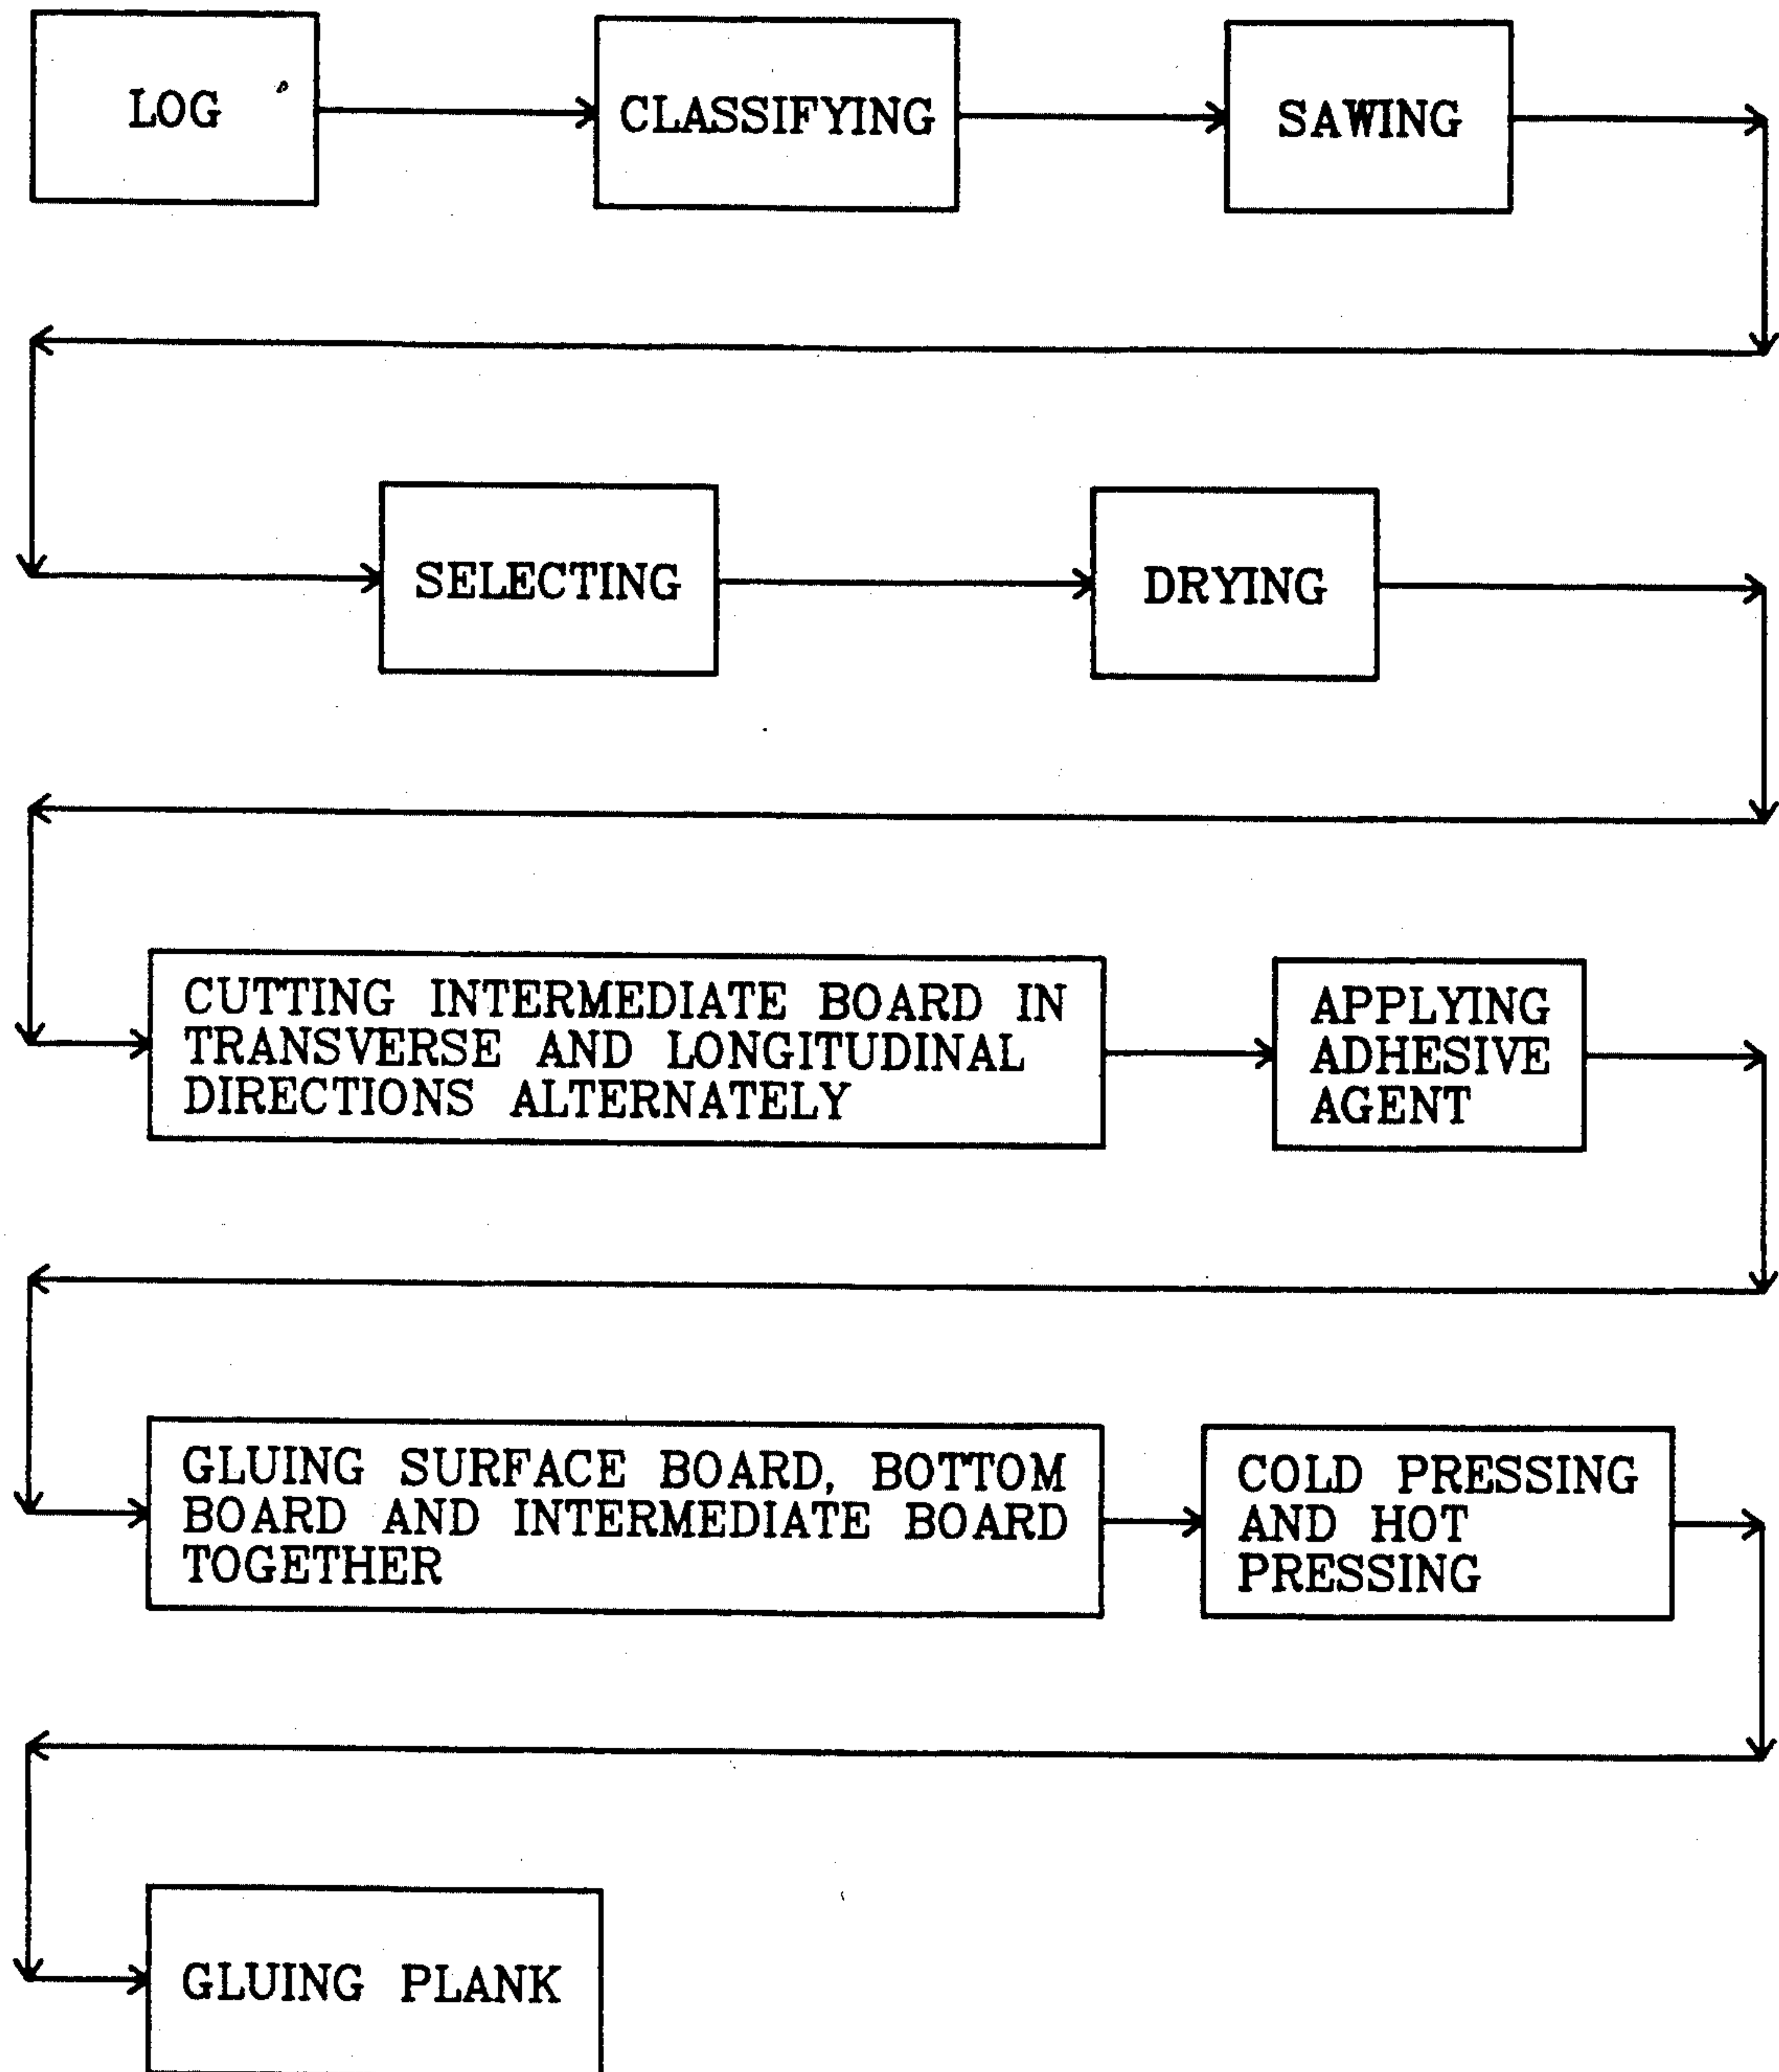 LOG
CLASSIFYING
SAWING
SELECTING
DRYING
CUTTING INTERMEDIATE BOARD IN
TRANSVERSE AND LONGITUDINAL
DIRECTIONS ALTERNATELY
APPLYING
ADHESIVE
AGENT
GLUING SURFACE BOARD, BOTTOM
BOARD AND INTERMEDIATE BOARD
TOGETHER
COLD PRESSING
AND HOT
PRESSING
GLUING PLANK